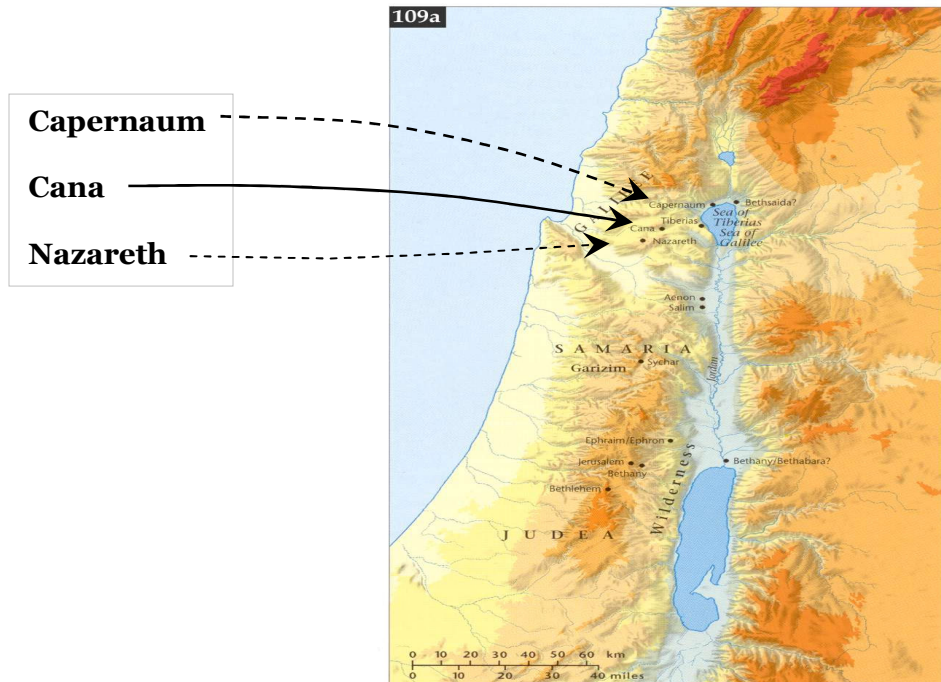 109a
Capernaum
Cana
Nazareth
GALILEE
Capernaum
Bethsaida?
Tiberias
Sea of
Tiberias
Sea of
Galilee
Cana
Nazareth
Aenon
Salim
SAMARIA
Garizim
Sychar
Jordan
Ephraim/Ephron
Jerusalem
Bethany
Bethany/Bethabara?
Bethlehem
Wilderness
JUDEA
0 10 20 30 40 50 60 km
0 10 20 30 40 miles